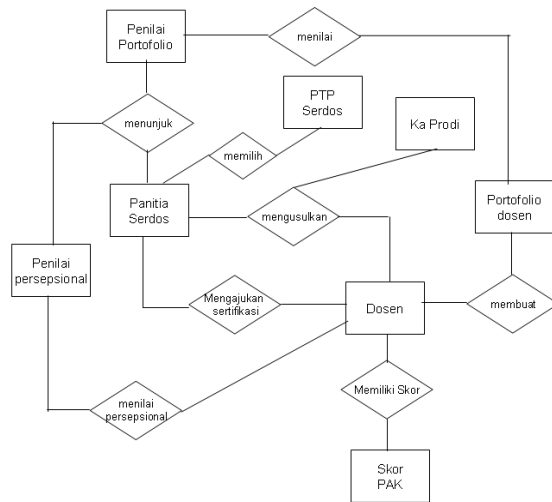 Penilai
Portofolio
menilai
PTP
Serdos
Ka Prodi
menunjuk
memilih
Panitia
Serdos
mengusulkan
Portofolio
dosen
Penilai
persepsional
Mengajukan
sertifikasi
Dosen
membuat
menilai
persepsional
Memiliki Skor
Skor
PAK